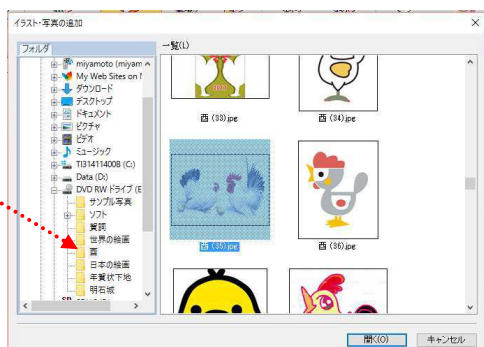 イラスト・写真の追加
フォルダ
一覧(L)
miyamoto (miyam
My Web Sites on
ダウンロード
デスクトップ
ドキュメント
ピクチャ
ビデオ
ミュージック
TI31411400B (C:)
Data (D:)
DVD RW ドライブ (E
サンプル写真
ソフト
賀詞
世界の絵画
酉
日本の絵画
年賀状下地
明石城
酉 (33).jpe
酉 (34).jpe
酉 (35).jpe
酉 (36).jpe
開く(O)
キャンセル